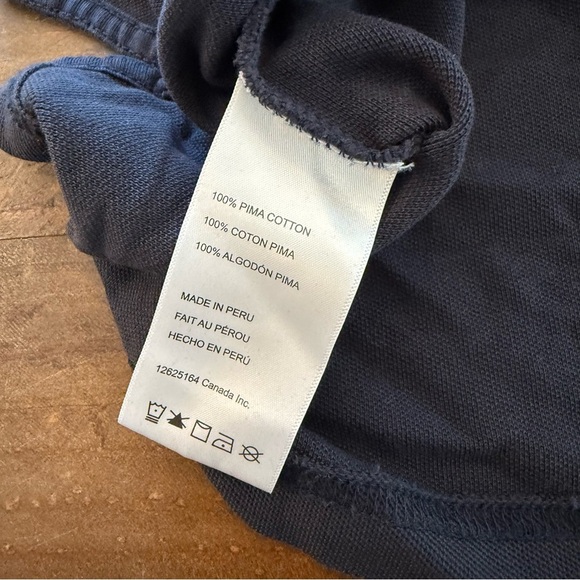 100% PIMA COTTON
100% COTON PIMA
100% ALGODÓN PIMA
MADE IN PERU
FAIT AU PÉROU
HECHO EN PERÚ
12625164 Canada Inc.